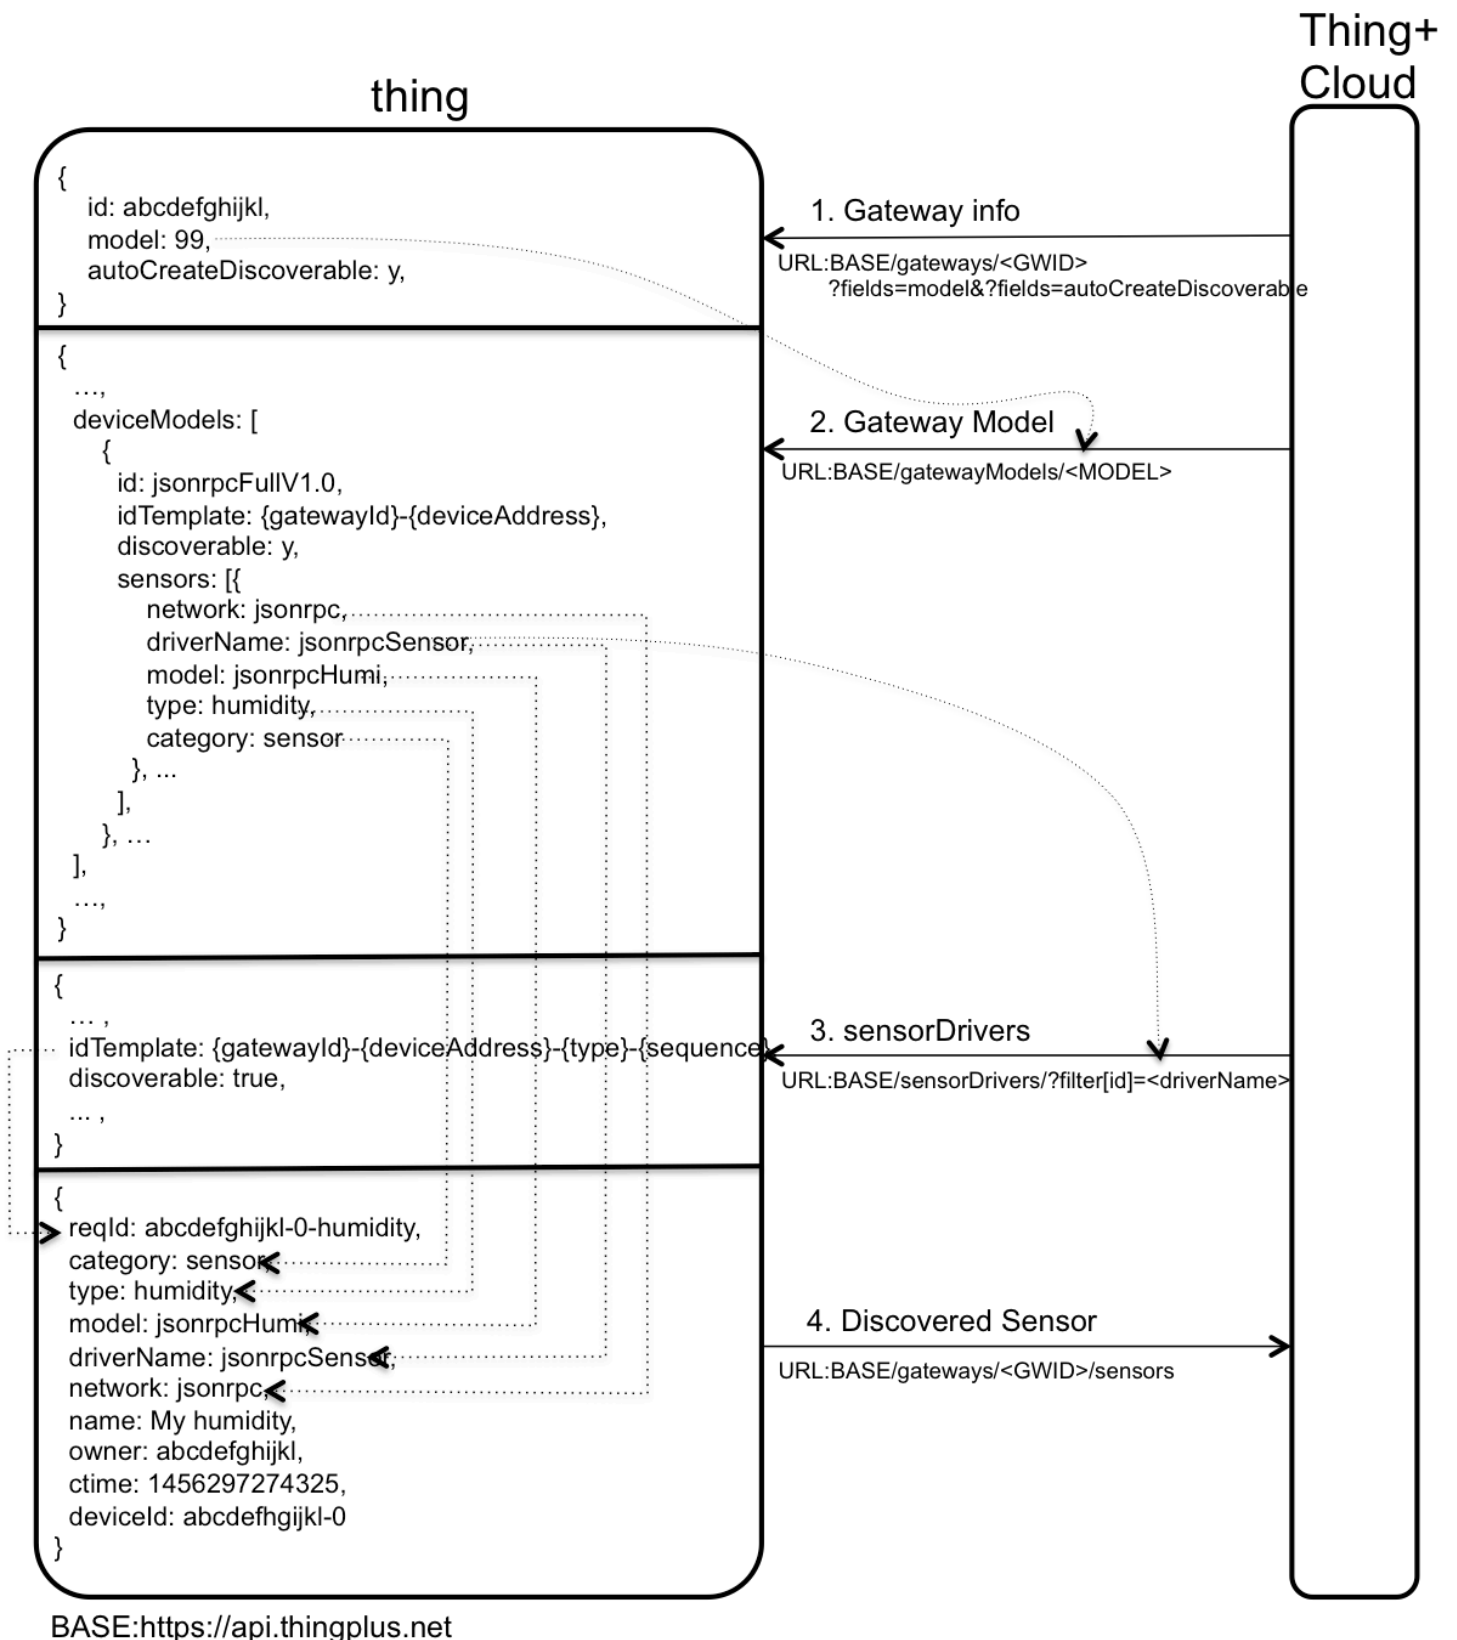 Thing+
Cloud
thing
{
id: abcdefghijkl,
model: 99,
autoCreateDiscoverable: y,
}
1. Gateway info
URL:BASE/gateways/<GWID>
?fields=model&?fields=autoCreateDiscoverable
{
…,
deviceModels: [
{
id: jsonrpcFullV1.0,
idTemplate: {gatewayId}-{deviceAddress},
discoverable: y,
sensors: [{
network: jsonrpc,
driverName: jsonrpcSensor,
model: jsonrpcHumi,
type: humidity,
category: sensor
}, ...
],
}, …
],
…,
}
2. Gateway Model
URL:BASE/gatewayModels/<MODEL>
{
... ,
idTemplate: {gatewayId}-{deviceAddress}-{type}-{sequence}
discoverable: true,
... ,
}
3. sensorDrivers
URL:BASE/sensorDrivers/?filter[id]=<driverName>
{
reqId: abcdefghijkl-0-humidity,
category: sensor,
type: humidity,
model: jsonrpcHumi,
driverName: jsonrpcSensor,
network: jsonrpc,
name: My humidity,
owner: abcdefghijkl,
ctime: 1456297274325,
deviceId: abcdefhgijkl-0
}
4. Discovered Sensor
URL:BASE/gateways/<GWID>/sensors
BASE:https://api.thingplus.net